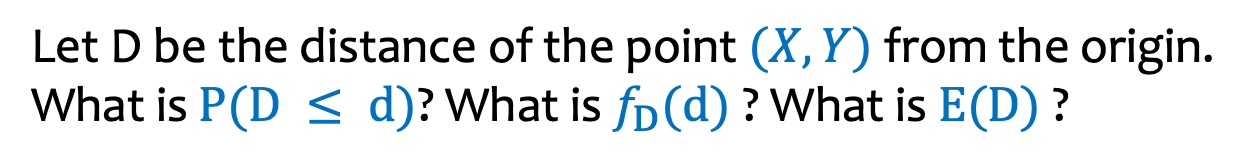 Let D be the distance of the point (X, Y) from the origin.
What is P(D ≤ d)? What is f_D(d) ? What is E(D) ?